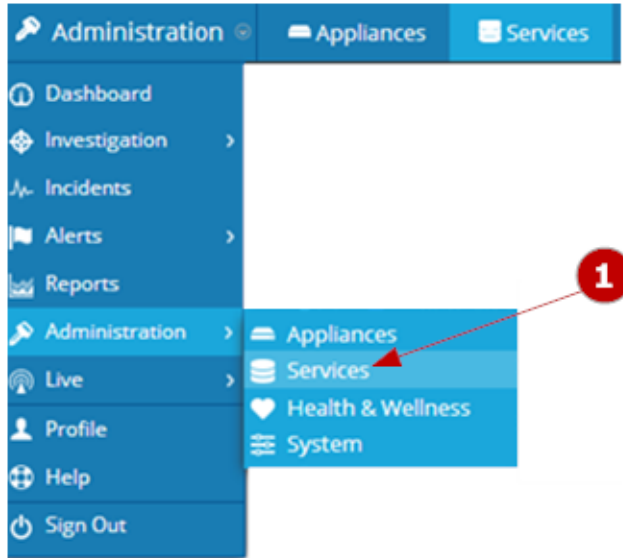 Administration Appliances Services
Dashboard
Investigation
Incidents
Alerts
Reports
1
Administration
Appliances
Live
Services
Health & Wellness
Profile
System
Help
Sign Out